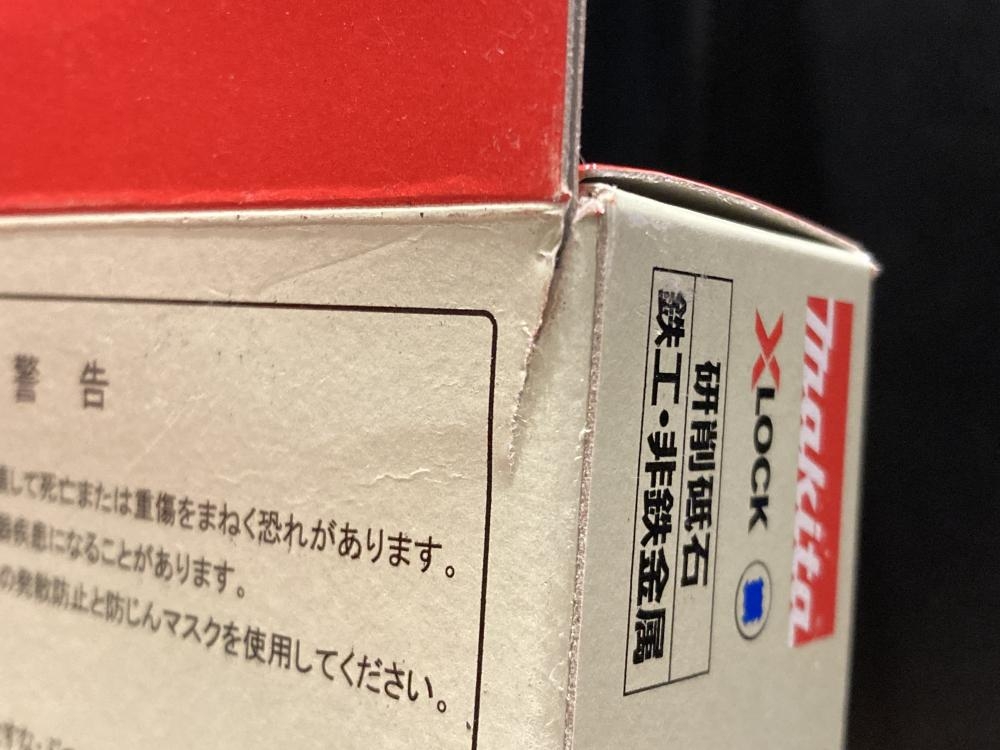 警告
して死亡または重傷をまねく恐れがあります。
疾患になることがあります。
の発散防止と防じんマスクを使用してください。
makita
X LOCK
研削砥石
鉄工・非鉄金属